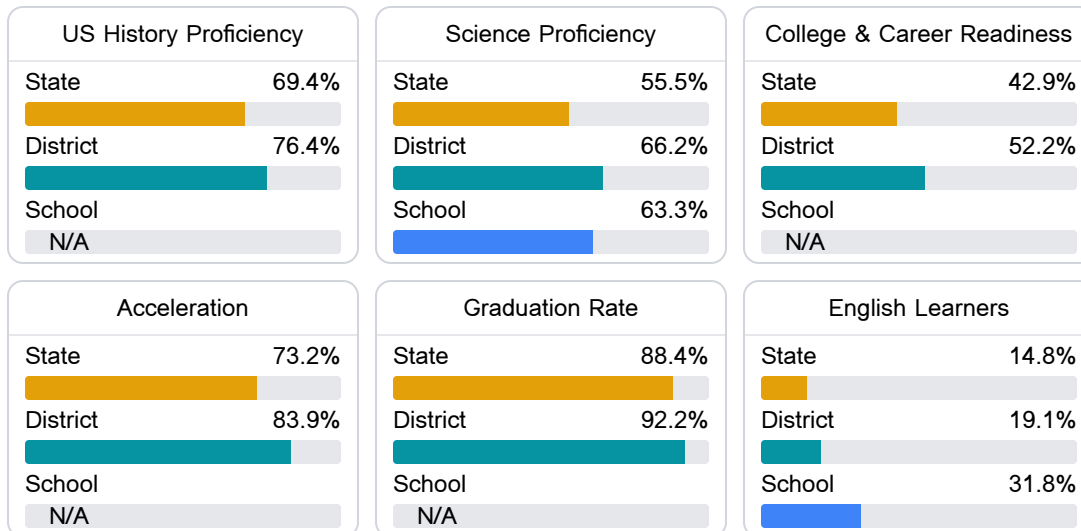 US History Proficiency
State 69.4%
District 76.4%
School
N/A
Science Proficiency
State 55.5%
District 66.2%
School 63.3%
College & Career Readiness
State 42.9%
District 52.2%
School
N/A
Acceleration
State 73.2%
District 83.9%
School
N/A
Graduation Rate
State 88.4%
District 92.2%
School
N/A
English Learners
State 14.8%
District 19.1%
School 31.8%